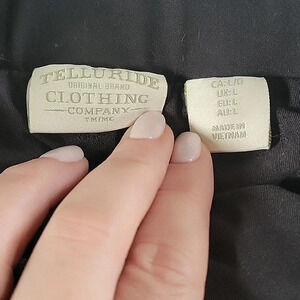 TELLURIDE
ORIGINAL BRAND
CLOTHING
COMPANY
TM/MC
CA: L/G
UK: L
EU: L
AU: L
MADE IN
VIETNAM